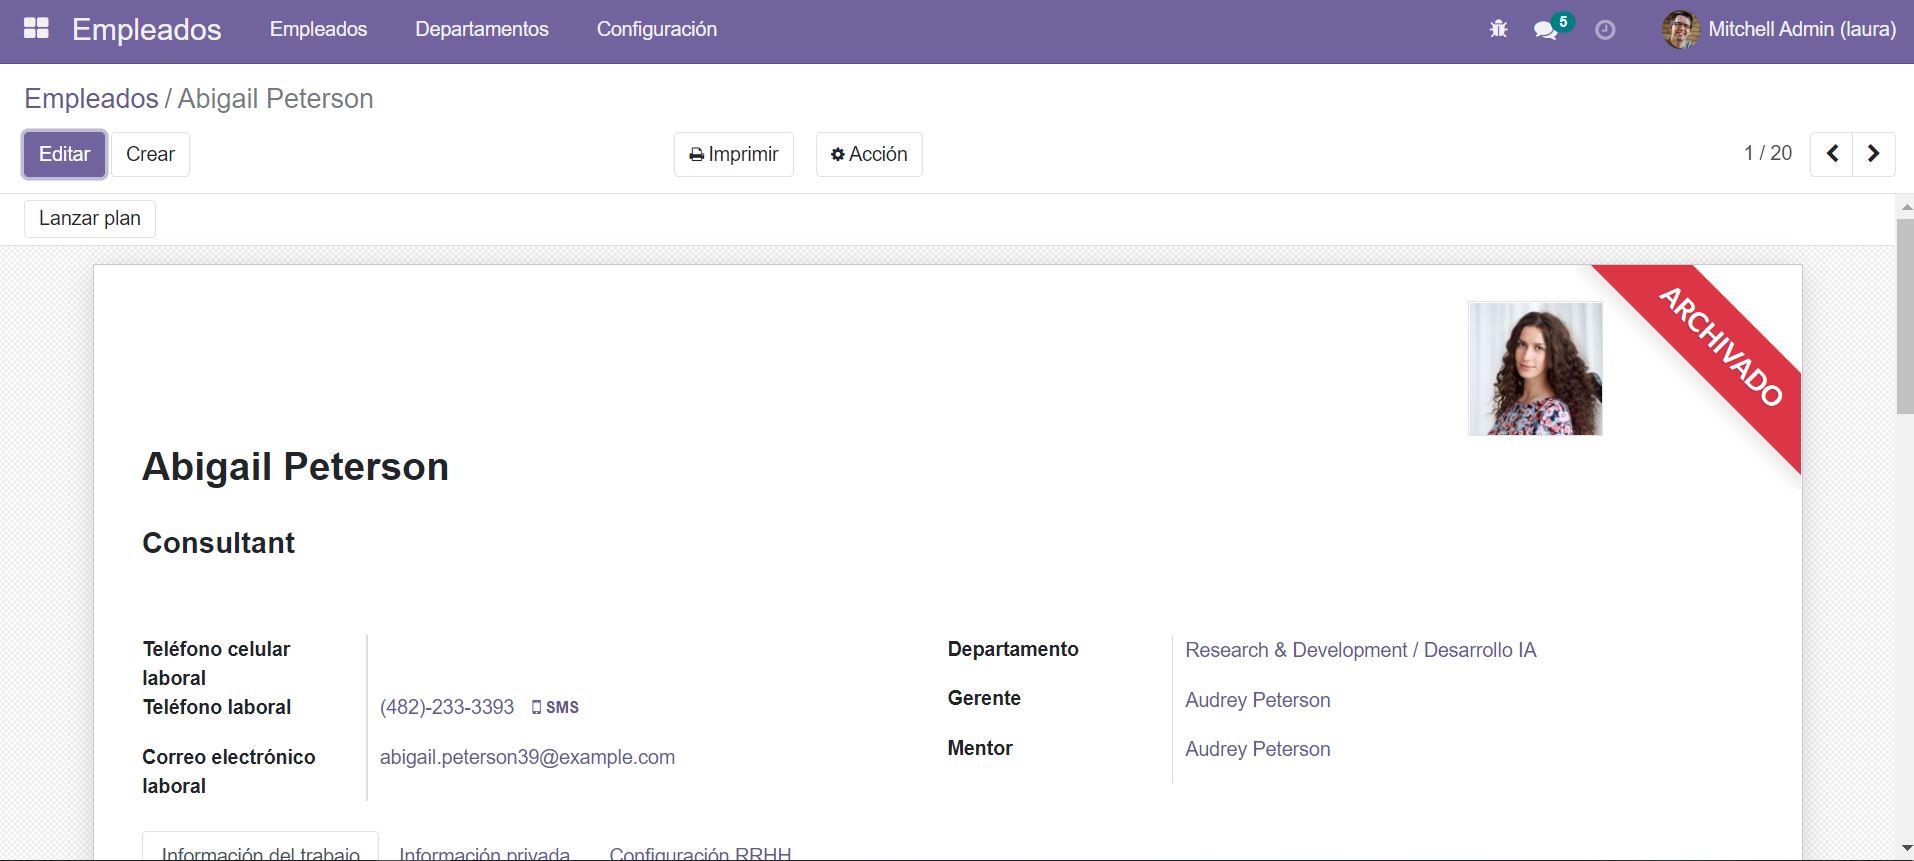 Empleados Empleados Departamentos Configuración 5 Mitchell Admin (laura)
Empleados / Abigail Peterson
Editar Crear Imprimir Acción 1 / 20
Lanzar plan
ARCHIVADO
Abigail Peterson
Consultant
Teléfono celular
laboral
Teléfono laboral (482)-233-3393 SMS
Correo electrónico
laboral
abigail.peterson39@example.com
Departamento Research & Development / Desarrollo IA
Gerente Audrey Peterson
Mentor Audrey Peterson
Información del trabajo Información privada Configuración RRHH